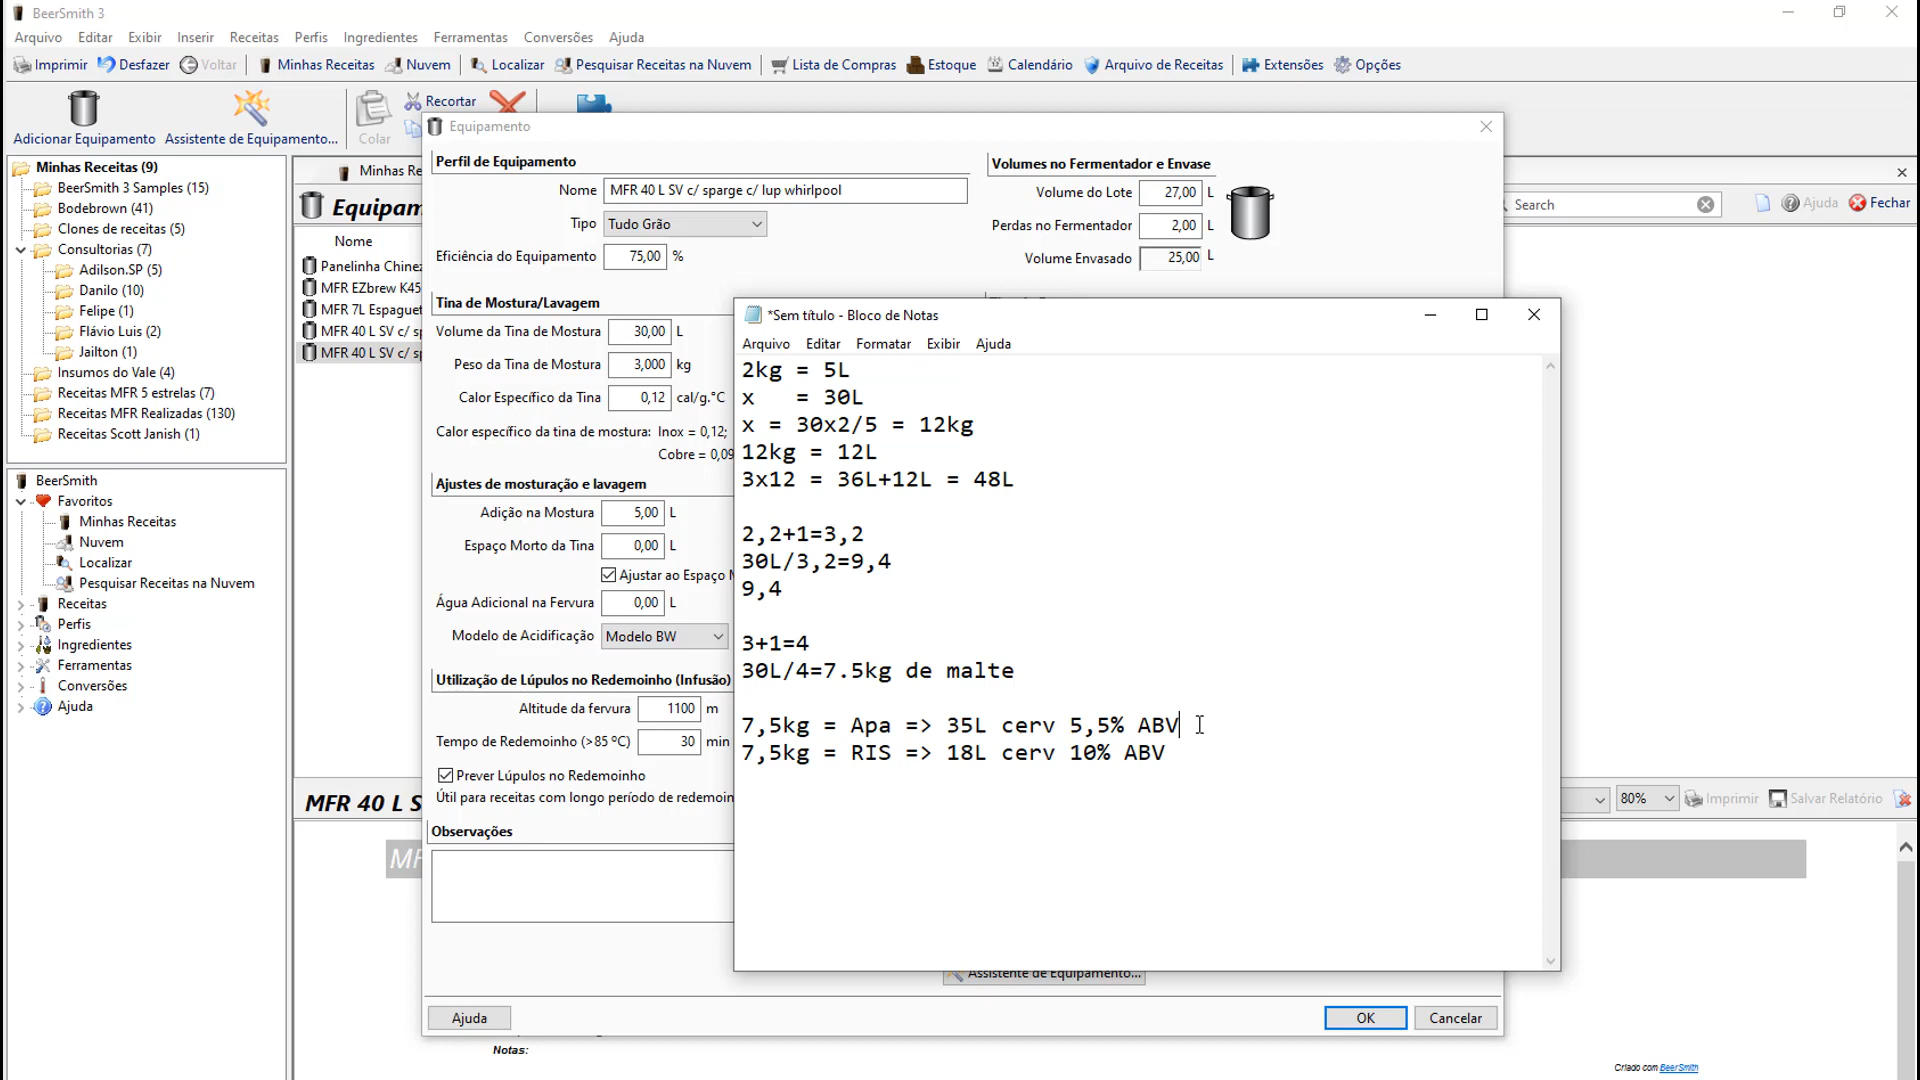 BeerSmith 3
Arquivo Editar Exibir Inserir Receitas Perfis Ingredientes Ferramentas Conversões Ajuda
Imprimir Desfazer Voltar Minhas Receitas Nuvem Localizar Pesquisar Receitas na Nuvem Lista de Compras Estoque Calendário Arquivo de Receitas Extensões Opções
Adicionar Equipamento Assistente de Equipamento... Colar Recortar
Minhas Receitas (9)
BeerSmith 3 Samples (15)
Bodebrown (41)
Clones de receitas (5)
Consultorias (7)
Adilson.SP (5)
Danilo (10)
Felipe (1)
Flávio Luis (2)
Jailton (1)
Insumos do Vale (4)
Receitas MFR 5 estrelas (7)
Receitas MFR Realizadas (130)
Receitas Scott Janish (1)
BeerSmith
Favoritos
Minhas Receitas
Nuvem
Localizar
Pesquisar Receitas na Nuvem
Receitas
Perfis
Ingredientes
Ferramentas
Conversões
Ajuda
Minhas Re
Equipam
Nome
Panelinha Chinez
MFR EZbrew K45
MFR 7L Espaguet
MFR 40 L SV c/ sp
MFR 40 L SV c/ sp
Search Ajuda Fechar
Equipamento
Perfil de Equipamento
Nome MFR 40 L SV c/ sparge c/ lup whirlpool
Tipo Tudo Grão
Eficiência do Equipamento 75,00 %
Volumes no Fermentador e Envase
Volume do Lote 27,00 L
Perdas no Fermentador 2,00 L
Volume Envasado 25,00 L
Tina de Mostura/Lavagem
Volume da Tina de Mostura 30,00 L
Peso da Tina de Mostura 3,000 kg
Calor Específico da Tina 0,12 cal/g.°C
Calor específico da tina de mostura: Inox = 0,12;
Cobre = 0,09
Ajustes de mosturação e lavagem
Adição na Mostura 5,00 L
Espaço Morto da Tina 0,00 L
Ajustar ao Espaço M
Água Adicional na Fervura 0,00 L
Modelo de Acidificação Modelo BW
Utilização de Lúpulos no Redemoinho (Infusão)
Altitude da fervura 1100 m
Tempo de Redemoinho (>85 ºC) 30 min
Prever Lúpulos no Redemoinho
Útil para receitas com longo período de redemoin
Observações
Assistente de Equipamento...
Ajuda OK Cancelar
*Sem título - Bloco de Notas
Arquivo Editar Formatar Exibir Ajuda
2kg = 5L
x = 30L
x = 30x2/5 = 12kg
12kg = 12L
3x12 = 36L+12L = 48L
2,2+1=3,2
30L/3,2=9,4
9,4
3+1=4
30L/4=7.5kg de malte
7,5kg = Apa => 35L cerv 5,5% ABV
7,5kg = RIS => 18L cerv 10% ABV
MFR 40 L S
80% Imprimir Salvar Relatório
MF
Notas:
Criado com BeerSmith